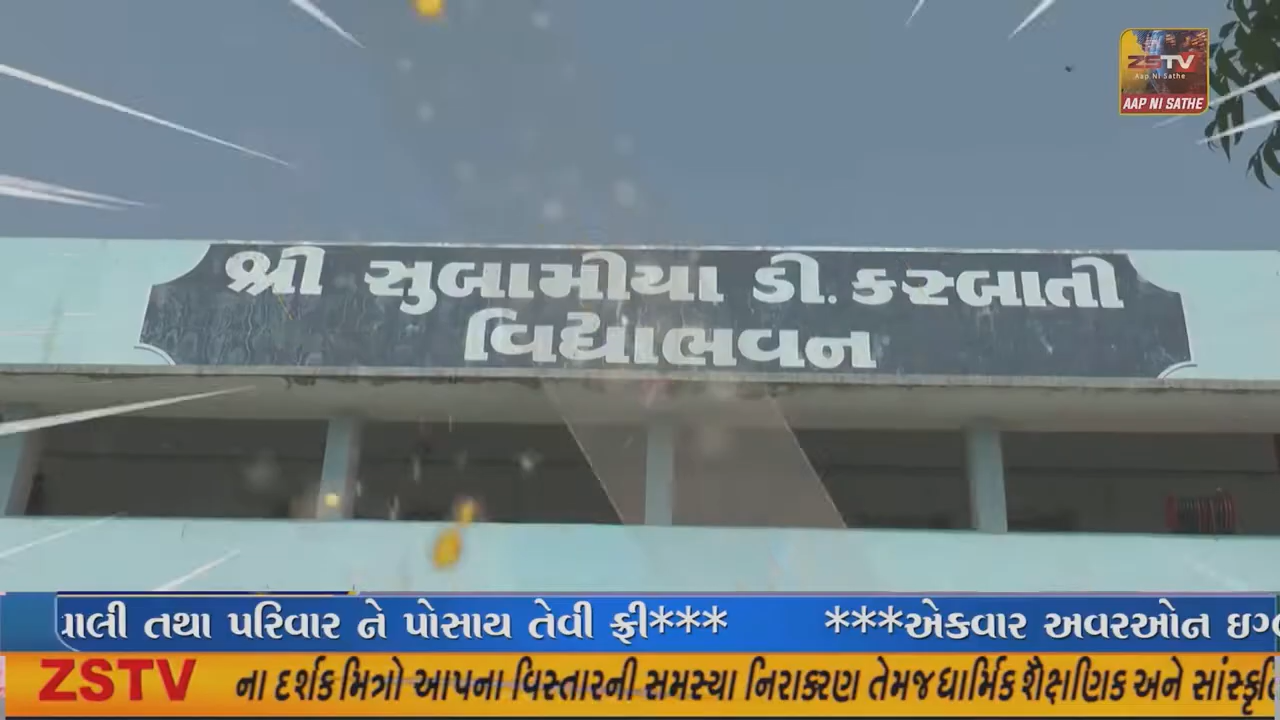 ZSTV
Aap Ni Sathe
AAP NI SATHE
શ્રી સુબામીયા ડી. કરબાતી
વિદ્યાભવન
લી તથા પરિવાર ને પોસાય તેવી ફ્રી*** ***એકવાર અવરઓન
ZSTV ના દર્શક મિત્રો આપના વિસ્તારની સમસ્યા નિરાકરણ તેમજ ધાર્મિક શૈક્ષણિક અને